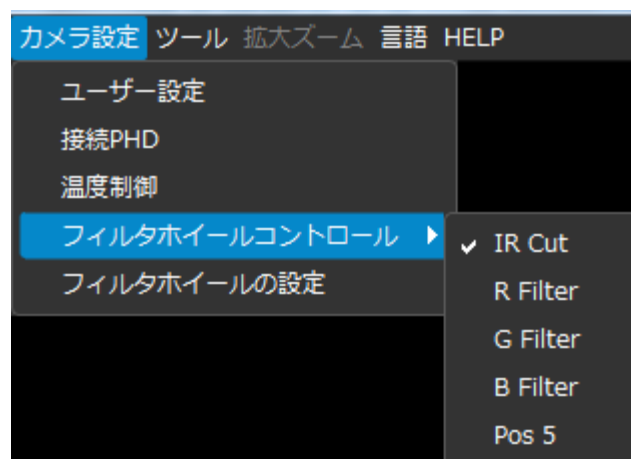 カメラ設定 ツール 拡大ズーム 言語 HELP
ユーザー設定
接続PHD
温度制御
フィルタホイールコントロール
フィルタホイールの設定
IR Cut
R Filter
G Filter
B Filter
Pos 5